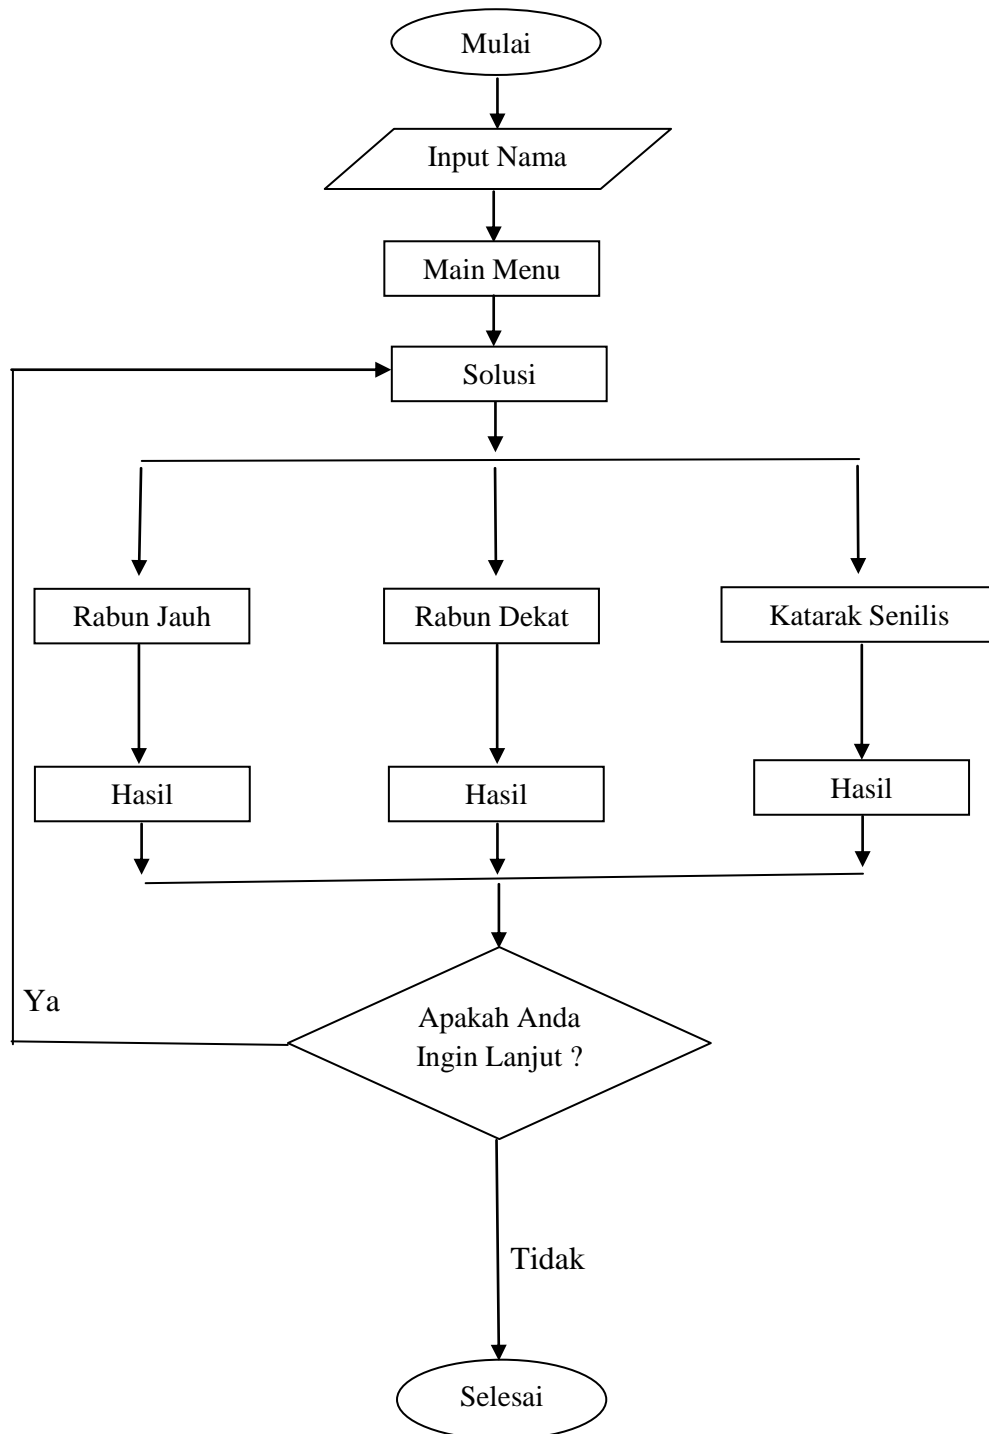 Mulai
Input Nama
Main Menu
Solusi
Rabun Jauh
Rabun Dekat
Katarak Senilis
Hasil
Hasil
Hasil
Ya
Apakah Anda
Ingin Lanjut ?
Tidak
Selesai